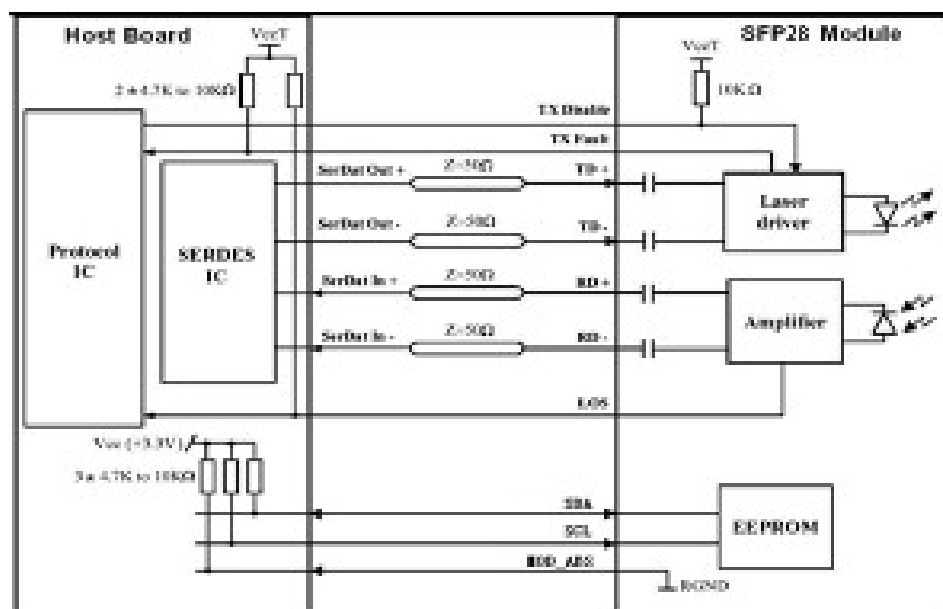 Host Board
SFP28 Module
VccT
VccT
2 × 4.7K to 10KΩ
10KΩ
TX Disable
TX Fault
SerDat Out +
Z=50Ω
TD+
SerDat Out -
Z=50Ω
TD-
Laser
driver
Protocol
IC
SERDES
IC
SerDat In +
Z=50Ω
RD +
SerDat In -
Z=50Ω
RD-
Amplifier
LOS
Vcc (+3.3V)
3 × 4.7K to 10KΩ
SDA
SCL
MOD_ABS
EEPROM
RGND